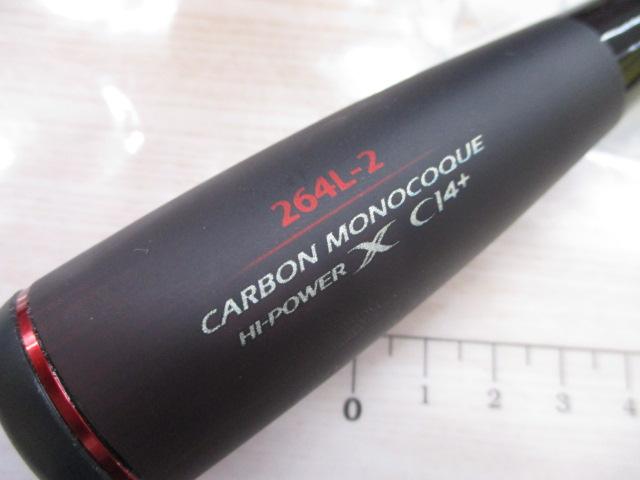 264L-2
CARBON MONOCOQUE
HI-POWER X CI4+
0 1 2 3 4